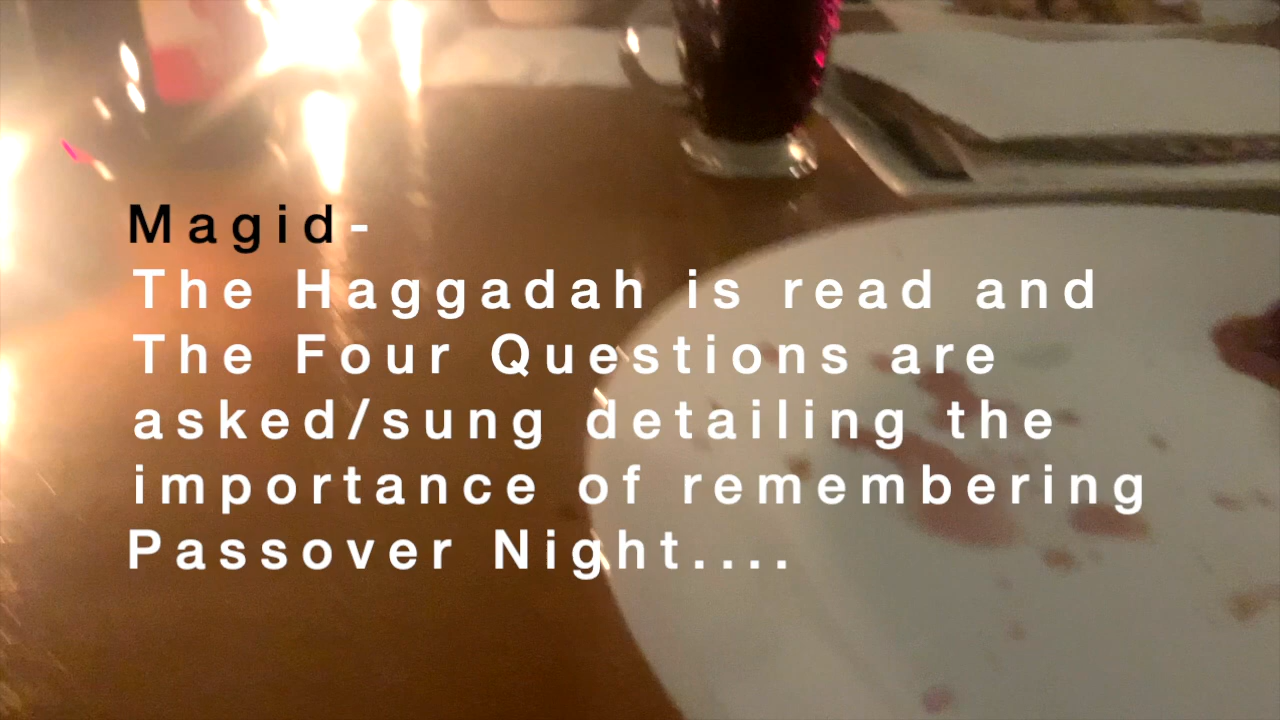 Magid-
The Haggadah is read and
The Four Questions are
asked/sung detailing the
importance of remembering
Passover Night....